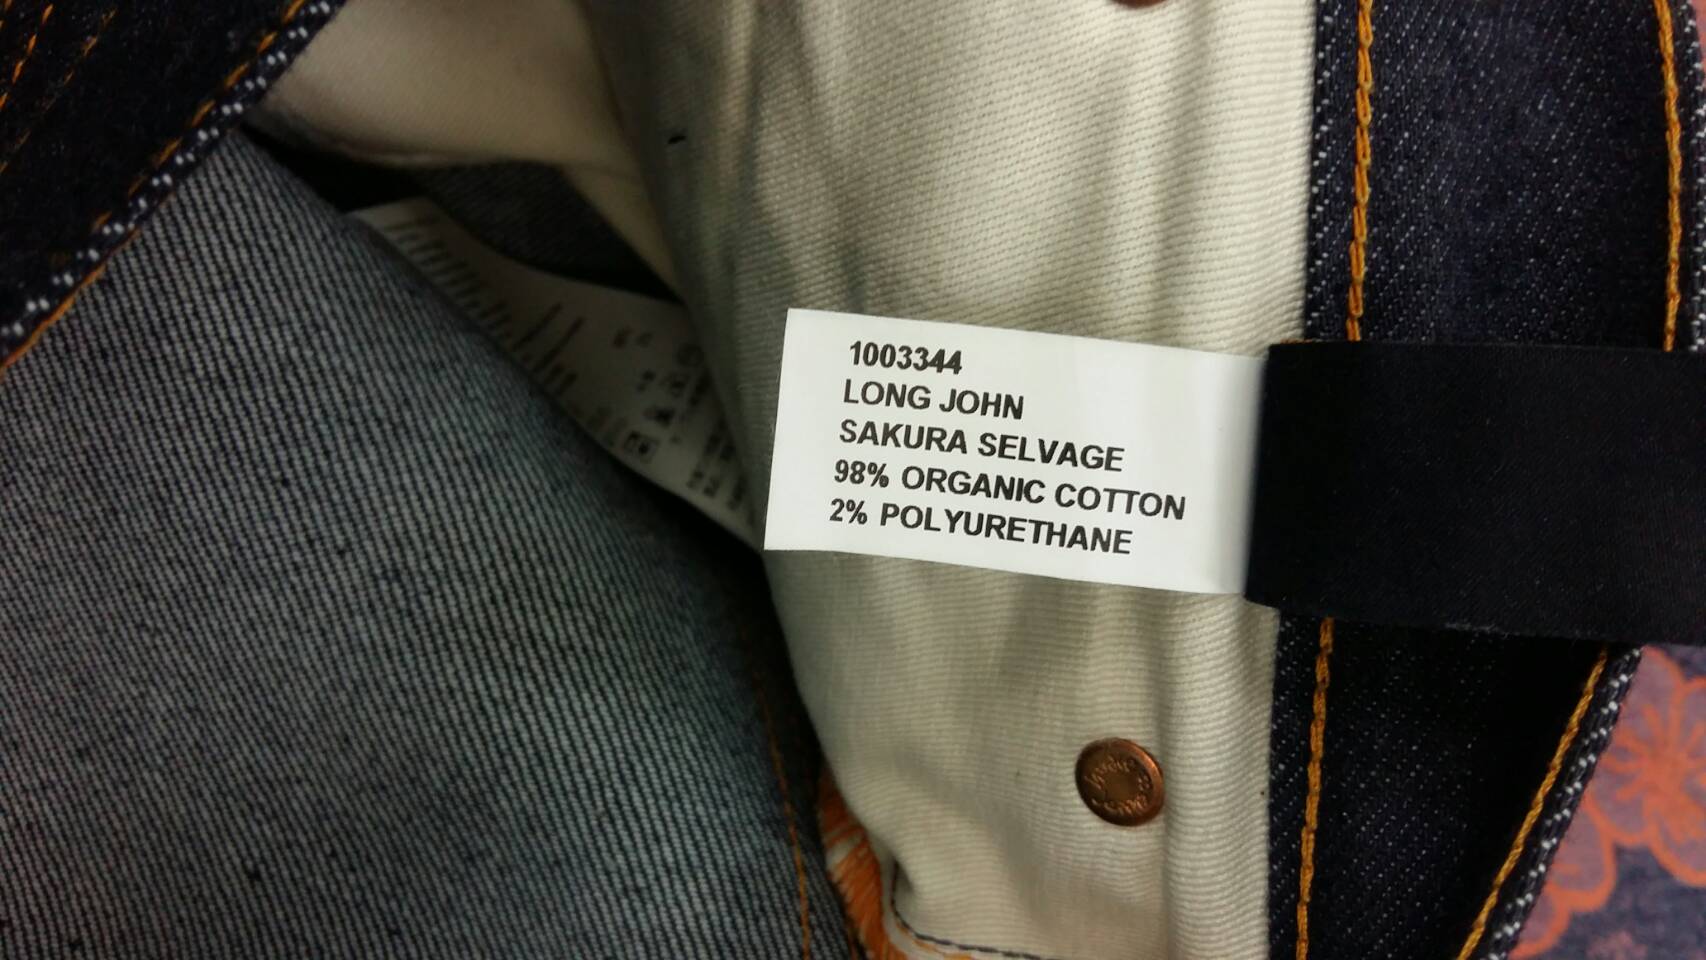 1003344
LONG JOHN
SAKURA SELVAGE
98% ORGANIC COTTON
2% POLYURETHANE